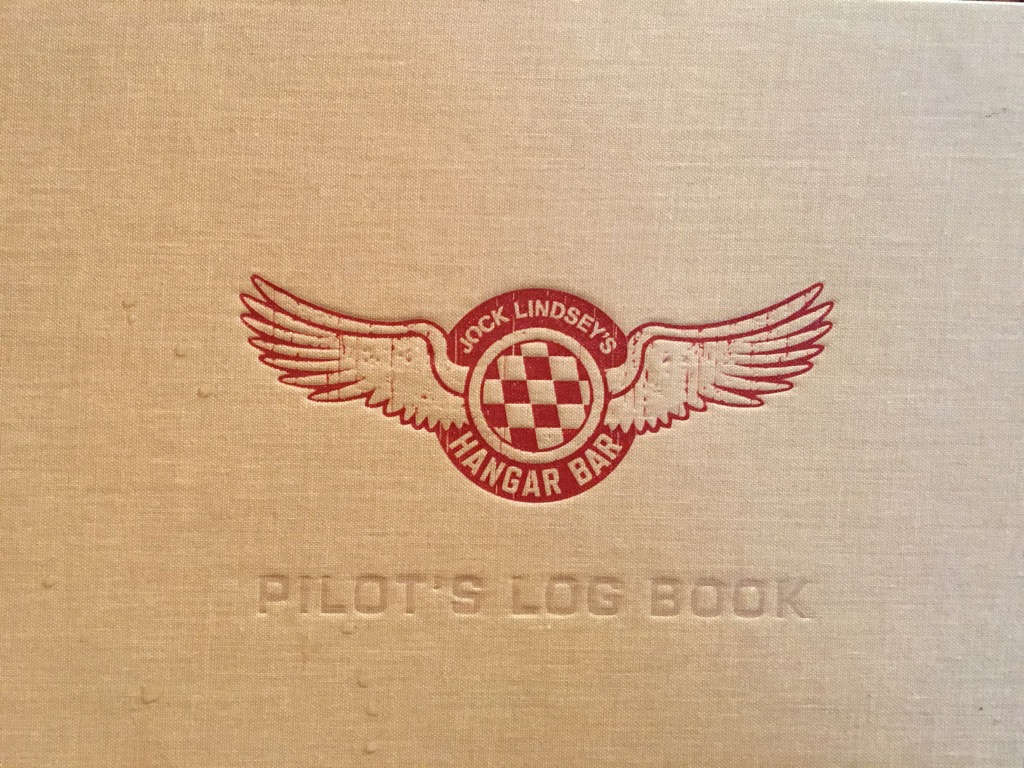 JOCK LINDSEY'S
HANGAR BAR
PILOT'S LOG BOOK